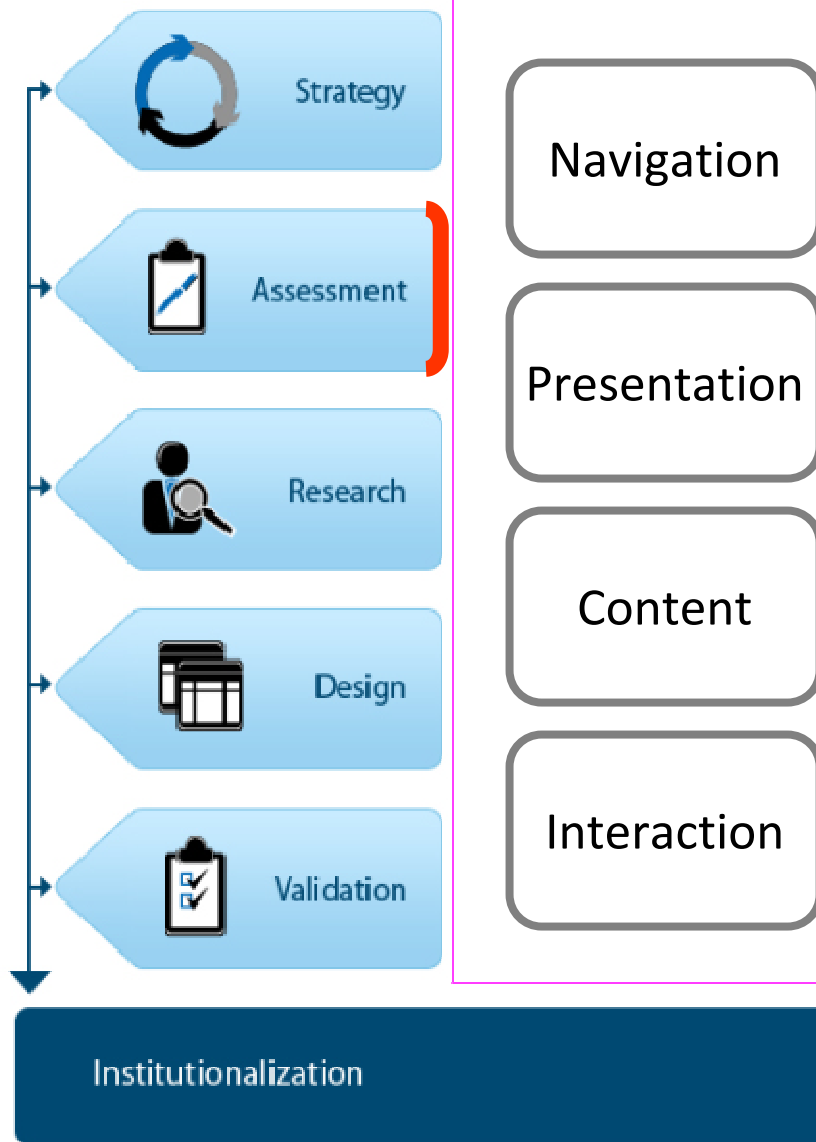 Strategy
Assessment
Research
Design
Validation
Navigation
Presentation
Content
Interaction
Institutionalization